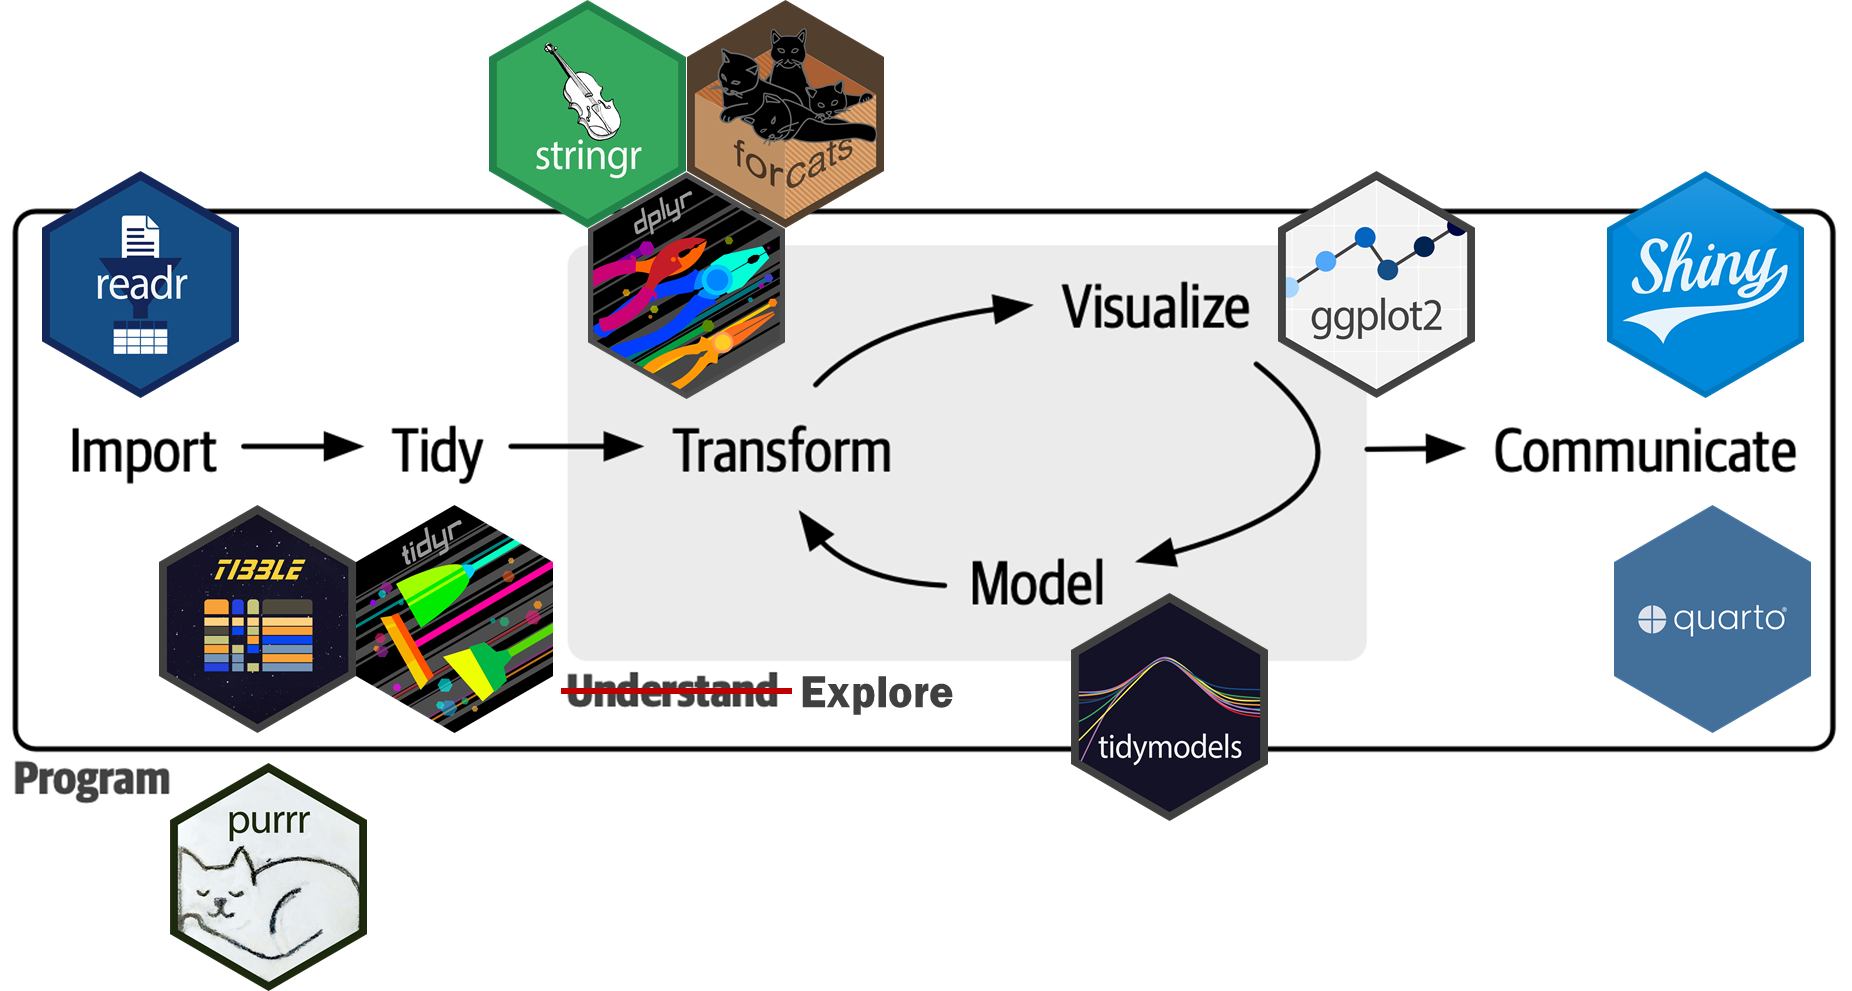 stringr
forcats
dplyr
readr
Visualize
ggplot2
Shiny
Import
Tidy
Transform
Communicate
TIBBLE
tidyr
Model
quarto
Understand Explore
tidymodels
Program
purrr